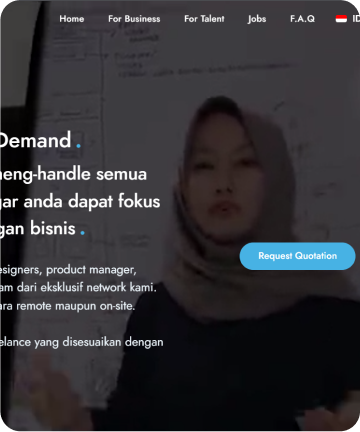 Home For Business For Talent Jobs F.A.Q ID
Demand .
neng-handle semua
gar anda dapat fokus
gan bisnis .
Request Quotation
esigners, product manager,
am dari eksklusif network kami.
ara remote maupun on-site.
elance yang disesuaikan dengan